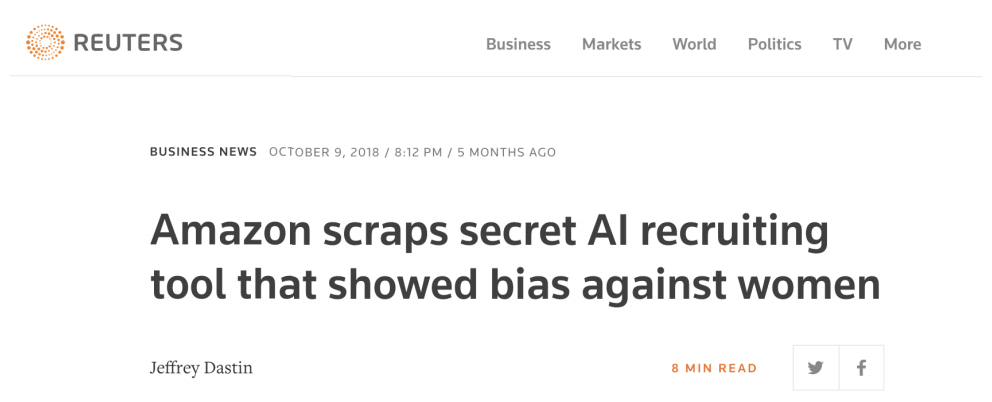 REUTERS
Business Markets World Politics TV More
BUSINESS NEWS OCTOBER 9, 2018 / 8:12 PM / 5 MONTHS AGO
Amazon scraps secret AI recruiting
tool that showed bias against women
Jeffrey Dastin
8 MIN READ